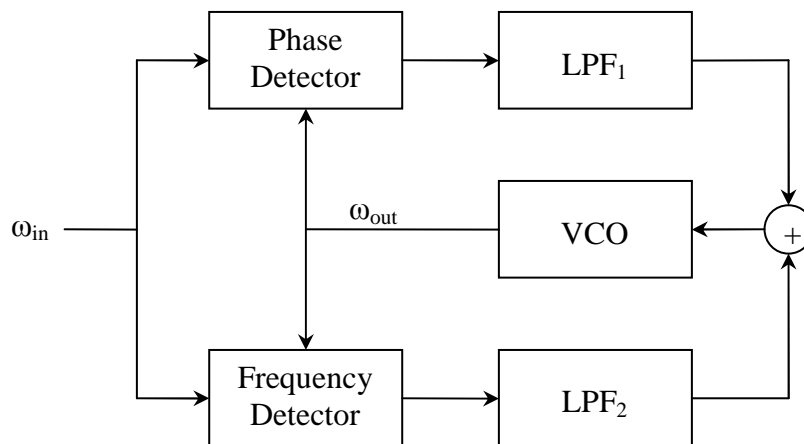 Phase
Detector
LPF₁
ωin
ωout
VCO
+
Frequency
Detector
LPF₂